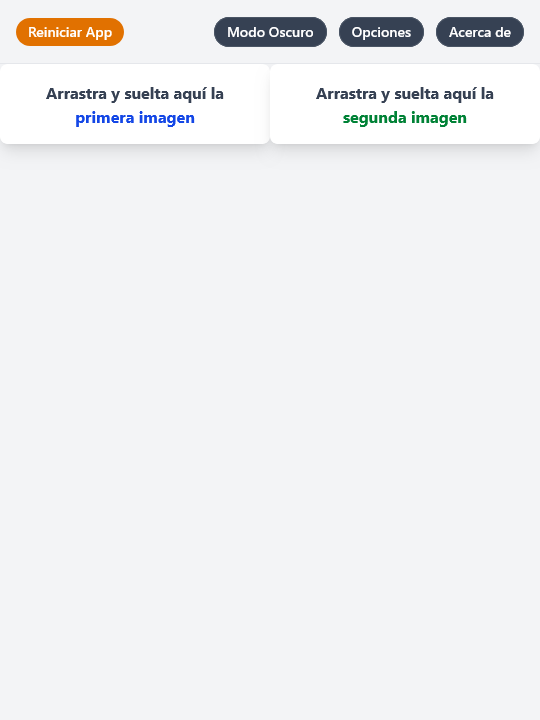 Reiniciar App
Modo Oscuro
Opciones
Acerca de
Arrastra y suelta aquí la
primera imagen
Arrastra y suelta aquí la
segunda imagen